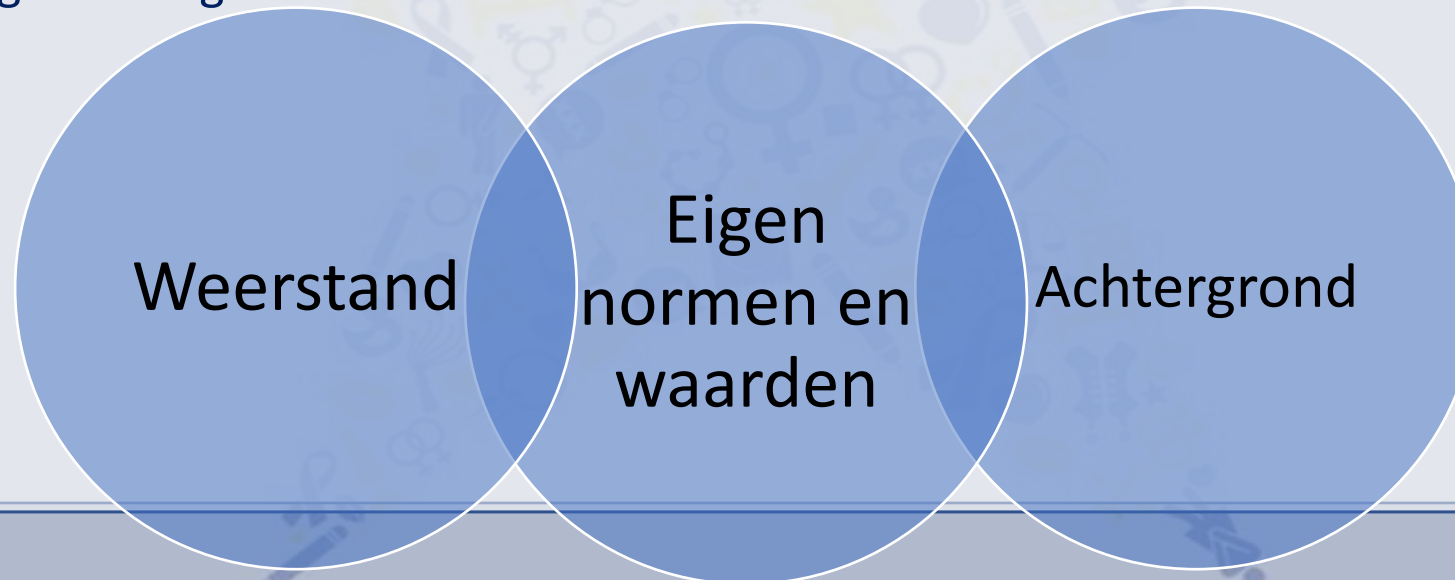 Weerstand
Eigen
normen en
waarden
Achtergrond